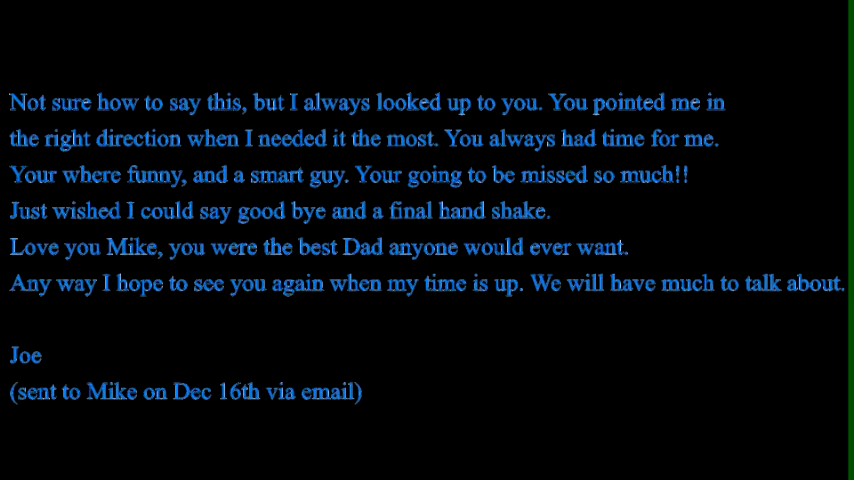 Not sure how to say this, but I always looked up to you. You pointed me in
the right direction when I needed it the most. You always had time for me.
Your where funny, and a smart guy. Your going to be missed so much!!
Just wished I could say good bye and a final hand shake.
Love you Mike, you were the best Dad anyone would ever want.
Any way I hope to see you again when my time is up. We will have much to talk about.
Joe
(sent to Mike on Dec 16th via email)